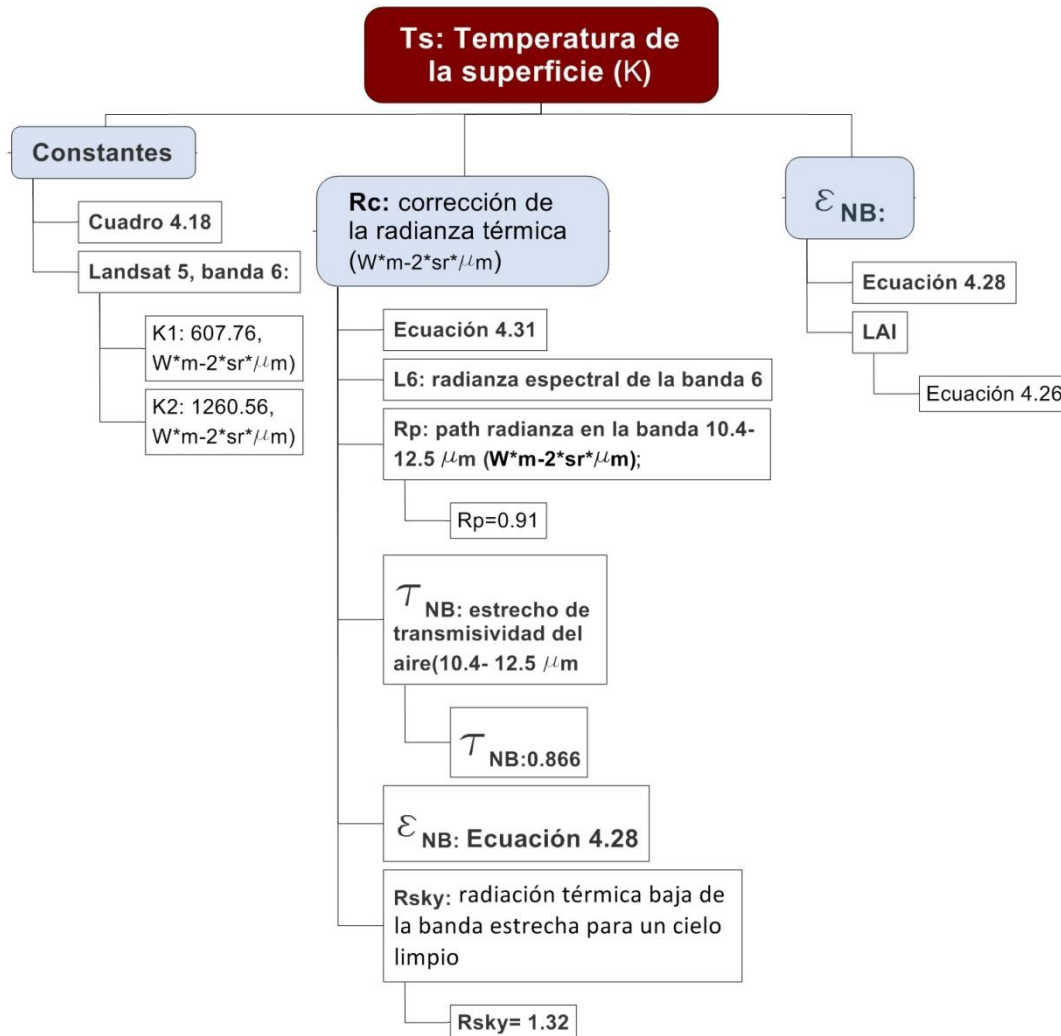 Ts: Temperatura de
la superficie (K)
Constantes
Cuadro 4.18
Landsat 5, banda 6:
K1: 607.76,
W*m-2*sr*μm)
K2: 1260.56,
W*m-2*sr*μm)
Rc: corrección de
la radianza térmica
(W*m-2*sr*μm)
Ecuación 4.31
L6: radianza espectral de la banda 6
Rp: path radianza en la banda 10.4-
12.5 μm (W*m-2*sr*μm);
Rp=0.91
τ NB: estrecho de
transmisividad del
aire(10.4- 12.5 μm
τ NB:0.866
ε NB: Ecuación 4.28
Rsky: radiación térmica baja de
la banda estrecha para un cielo
limpio
Rsky= 1.32
ε NB:
Ecuación 4.28
LAI
Ecuación 4.26